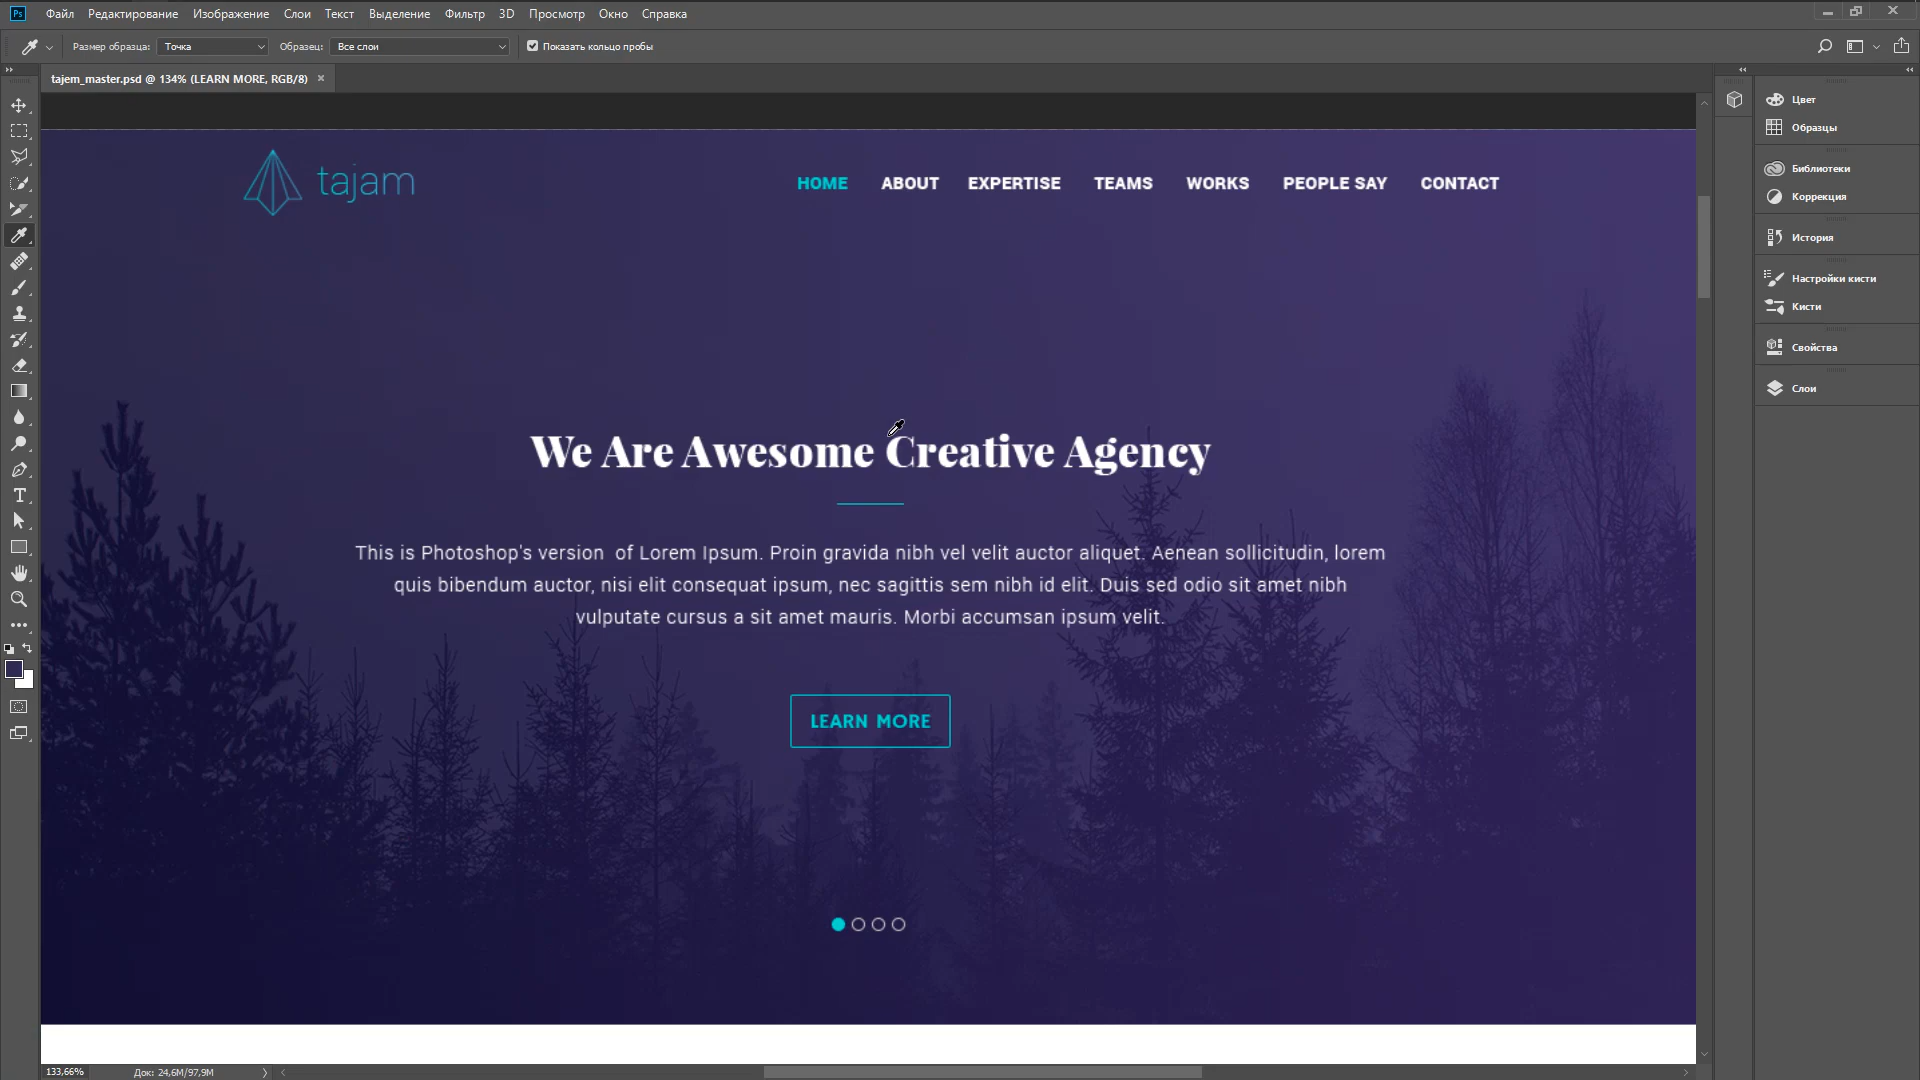 Ps Файл Редактирование Изображение Слои Текст Выделение Фильтр 3D Просмотр Окно Справка
Размер образца: Точка Образец: Все слои Показать кольцо пробы
tajem_master.psd @ 134% (LEARN MORE, RGB/8)
Цвет
Образцы
Библиотеки
Коррекция
История
Настройки кисти
Кисти
Свойства
Слои
tajam
HOME ABOUT EXPERTISE TEAMS WORKS PEOPLE SAY CONTACT
We Are Awesome Creative Agency
This is Photoshop's version  of Lorem Ipsum. Proin gravida nibh vel velit auctor aliquet. Aenean sollicitudin, lorem
quis bibendum auctor, nisi elit consequat ipsum, nec sagittis sem nibh id elit. Duis sed odio sit amet nibh
vulputate cursus a sit amet mauris. Morbi accumsan ipsum velit.
LEARN MORE
133,66% Док: 24,6M/97,9M